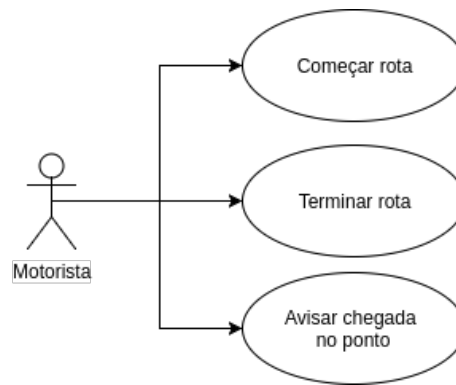 Começar rota
Terminar rota
Motorista
Avisar chegada
no ponto